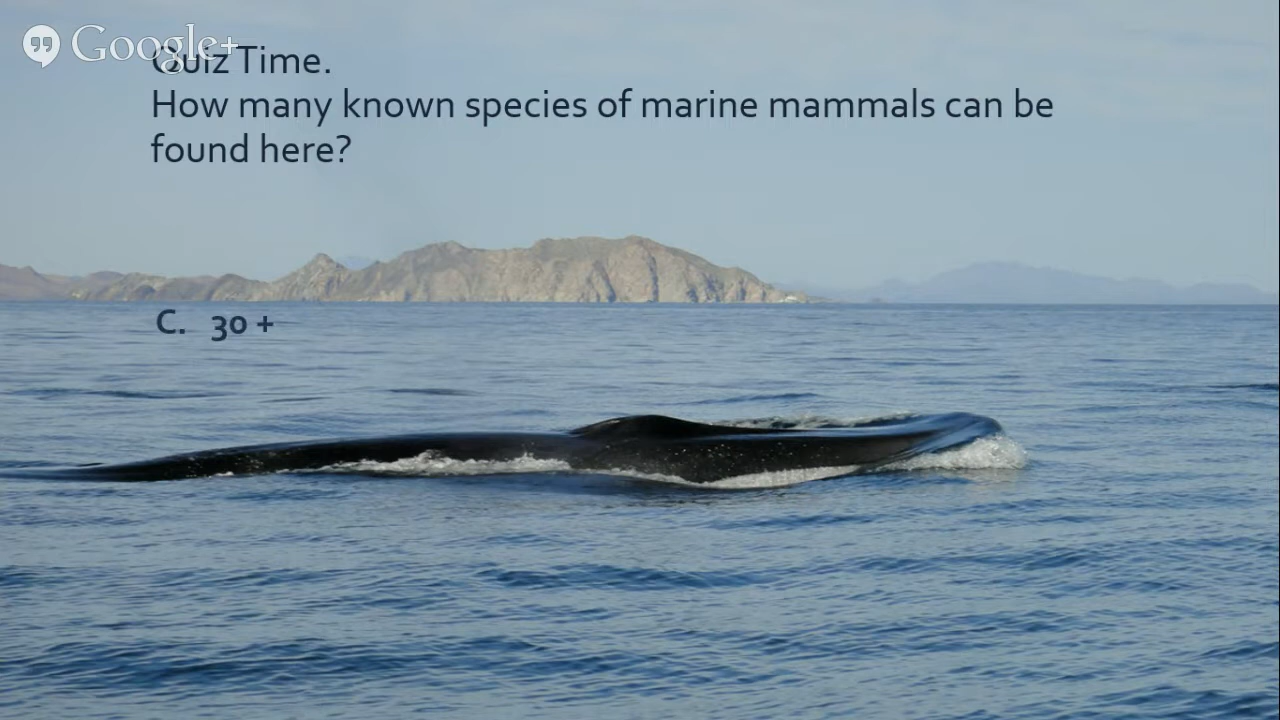 Google+
Quiz Time.
How many known species of marine mammals can be
found here?
C. 30 +